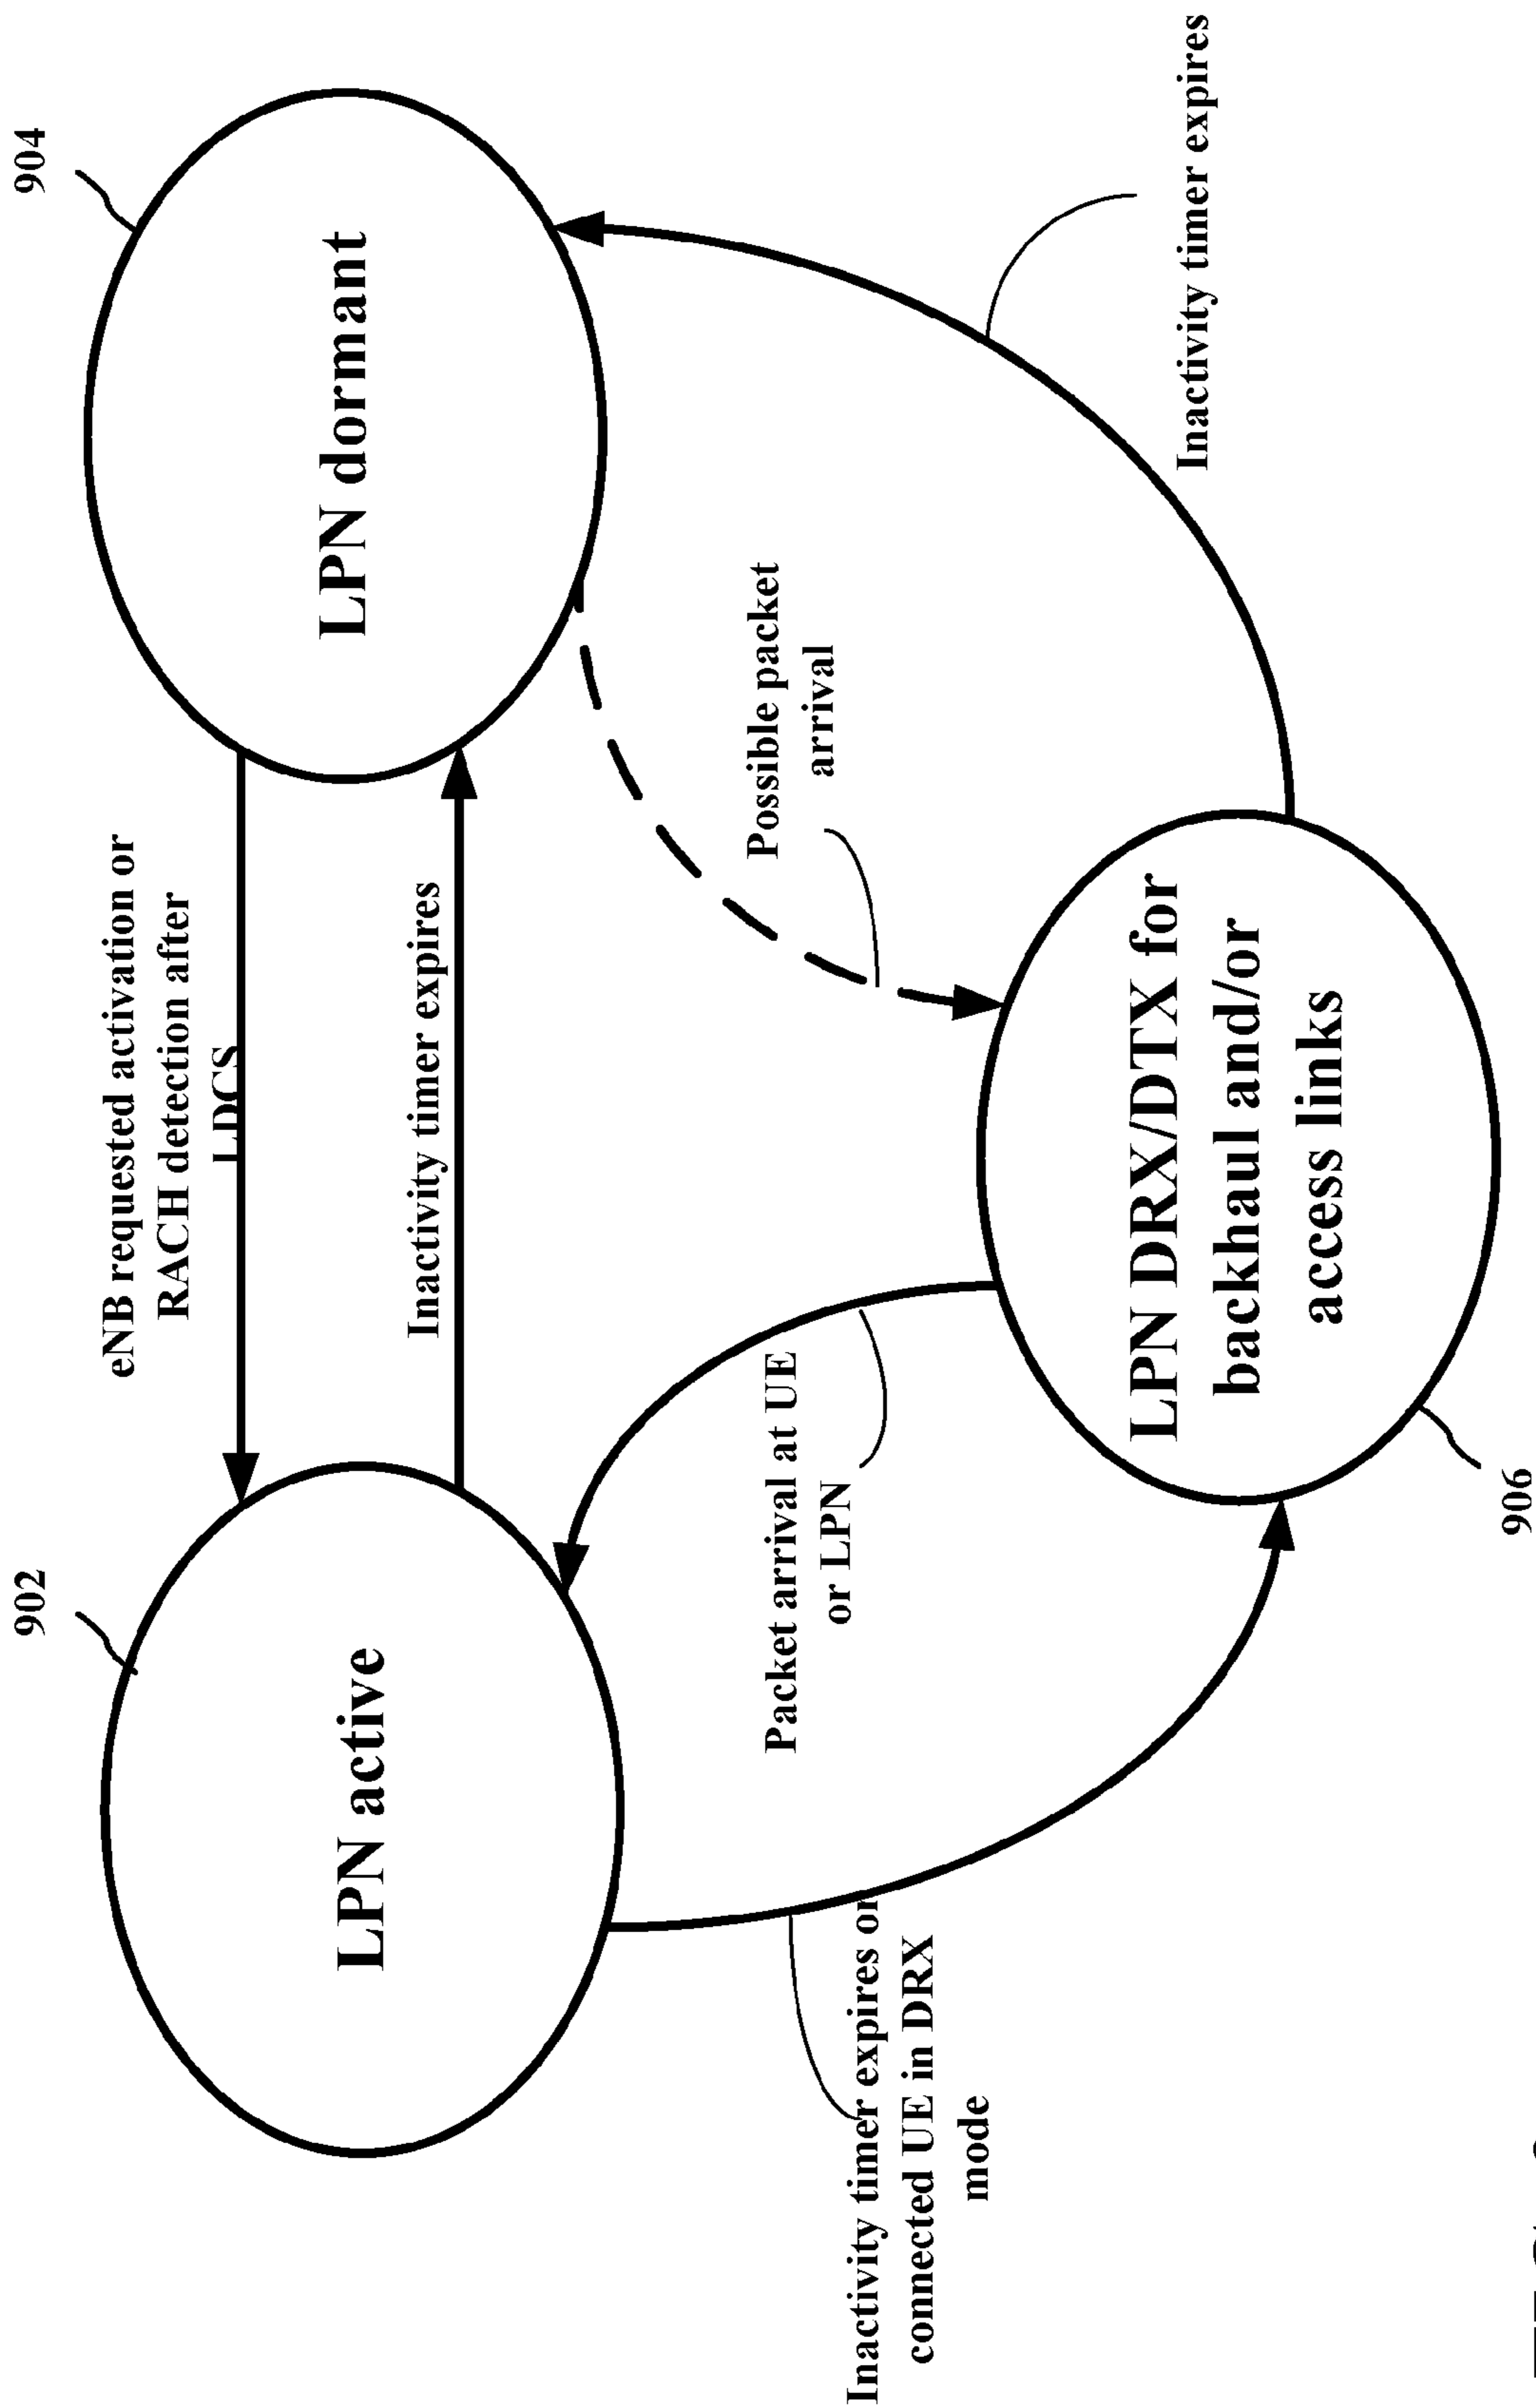 902
904
eNB requested activation or
RACH detection after
LDCS
LPN active
LPN dormant
Inactivity timer expires
Packet arrival at UE
or LPN
Possible packet
arrival
Inactivity timer expires or
connected UE in DRX
mode
LPN DRX/DTX for
backhaul and/or
access links
Inactivity timer expires
906